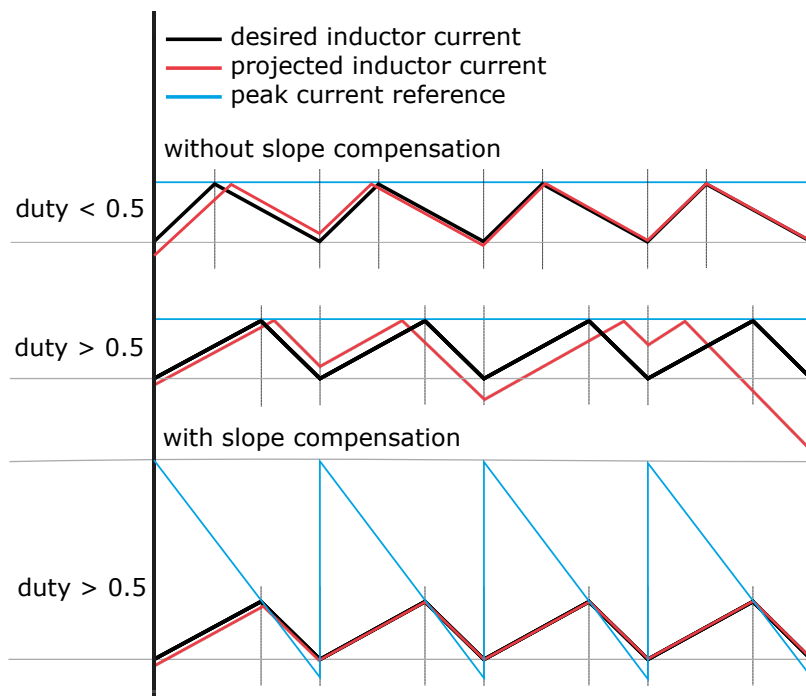 desired inductor current
projected inductor current
peak current reference
without slope compensation
duty < 0.5
duty > 0.5
with slope compensation
duty > 0.5